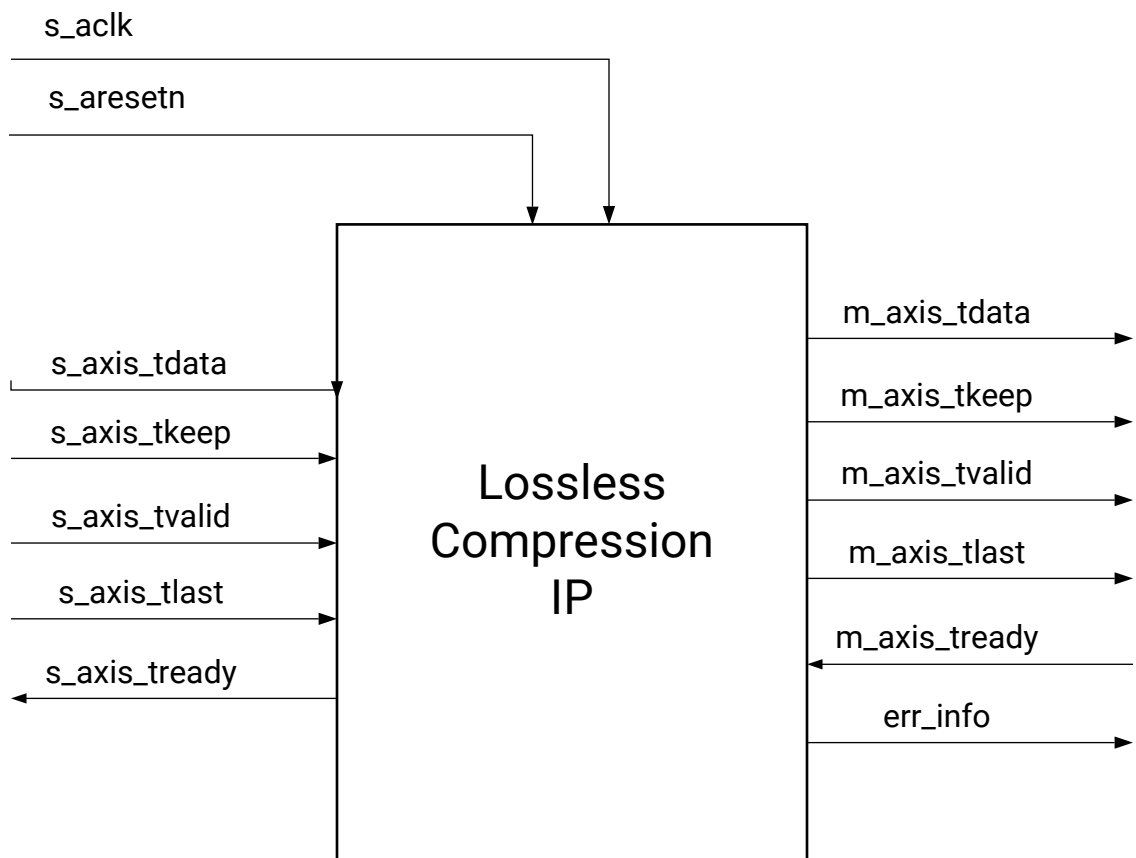 s_aclk
s_aresetn
s_axis_tdata
s_axis_tkeep
s_axis_tvalid
s_axis_tlast
s_axis_tready
Lossless
Compression
IP
m_axis_tdata
m_axis_tkeep
m_axis_tvalid
m_axis_tlast
m_axis_tready
err_info